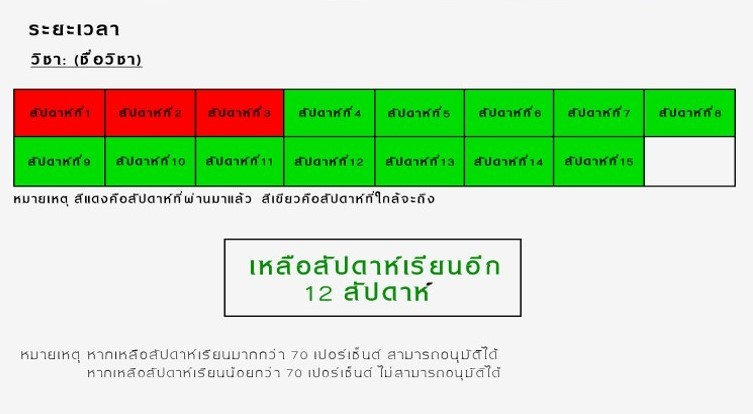 ระยะเวลา
วิชา: (ชื่อวิชา)
สัปดาห์ที่1 สัปดาห์ที่2 สัปดาห์ที่3 สัปดาห์ที่4 สัปดาห์ที่5 สัปดาห์ที่6 สัปดาห์ที่7 สัปดาห์ที่8
สัปดาห์ที่9 สัปดาห์ที่10 สัปดาห์ที่11 สัปดาห์ที่12 สัปดาห์ที่13 สัปดาห์ที่14 สัปดาห์ที่15
หมายเหตุ สีแดงคือสัปดาห์ที่ผ่านมาแล้ว สีเขียวคือสัปดาห์ที่ใกล้จะถึง
เหลือสัปดาห์เรียนอีก
12 สัปดาห์
หมายเหตุ หากเหลือสัปดาห์เรียนมากกว่า 70 เปอร์เซ็นต์ สามารถอนุมัติได้
หากเหลือสัปดาห์เรียนน้อยกว่า 70 เปอร์เซ็นต์ ไม่สามารถอนุมัติได้